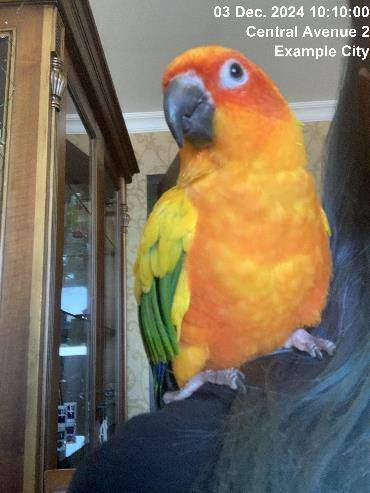 03 Dec. 2024 10:10:00
Central Avenue 2
Example City